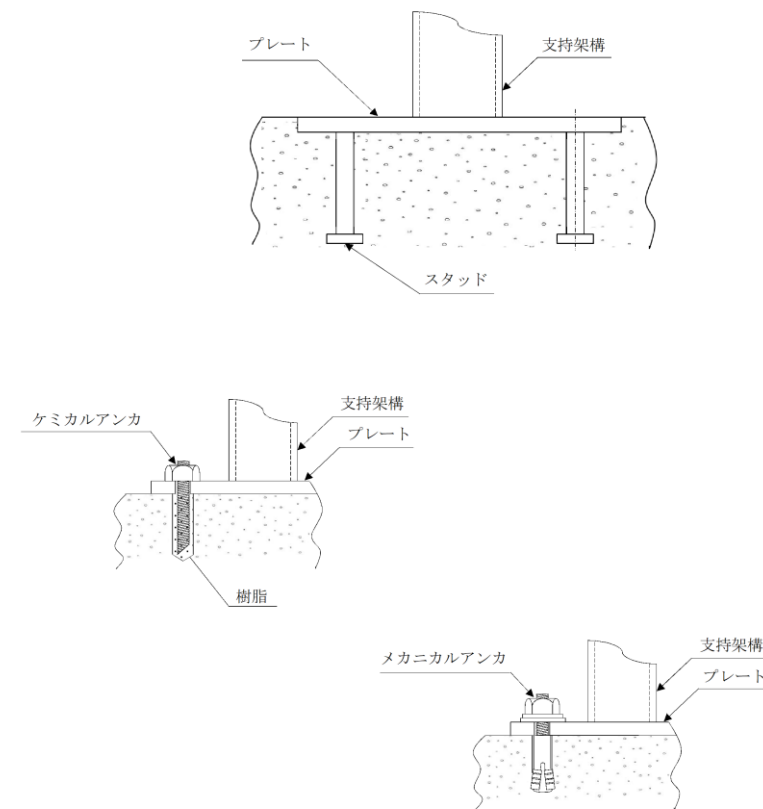 プレート
支持架構
スタッド
支持架構
ケミカルアンカ
プレート
樹脂
支持架構
メカニカルアンカ
プレート